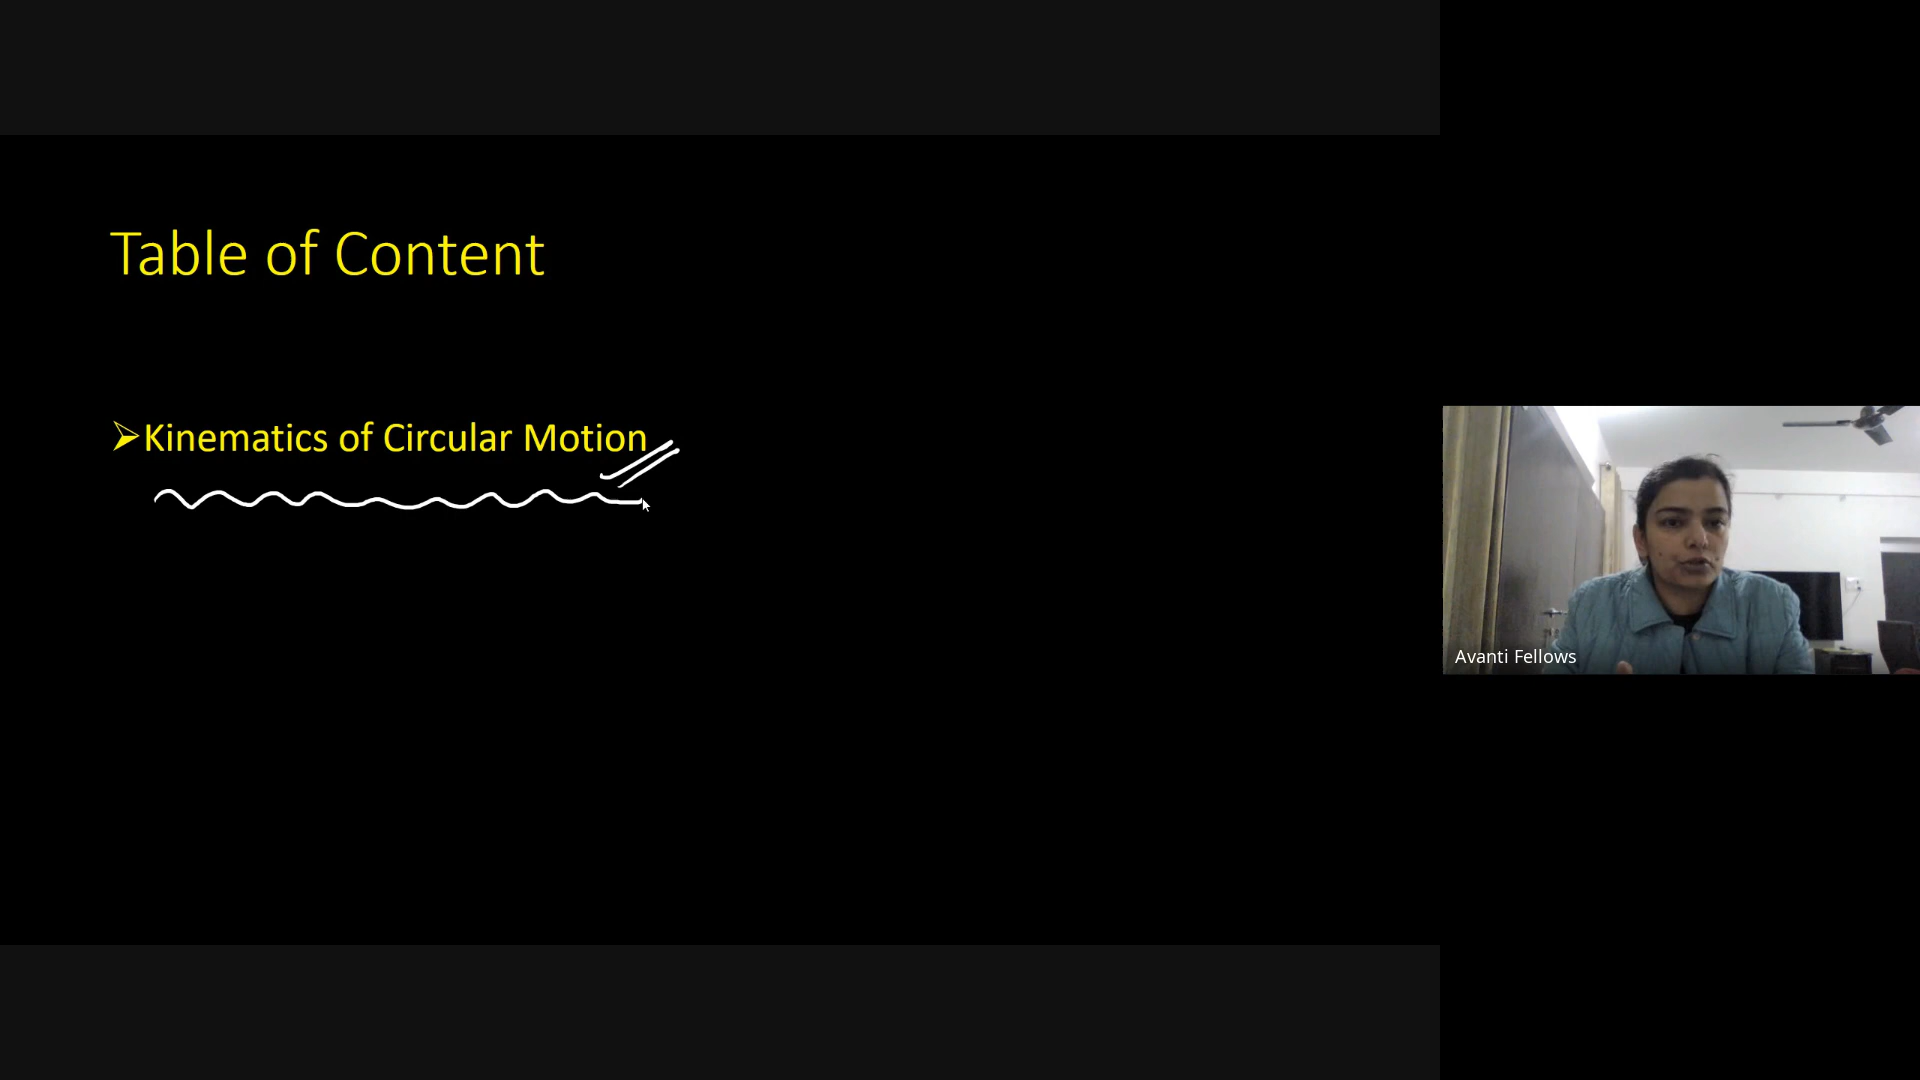 Table of Content
Kinematics of Circular Motion
Avanti Fellows